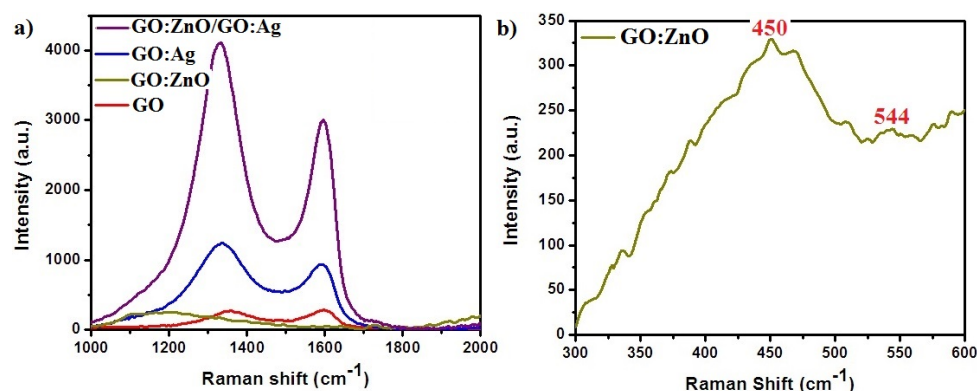 a)
GO:ZnO/GO:Ag
GO:Ag
GO:ZnO
GO
4000
3000
2000
1000
0
Intensity (a.u.)
1000 1200 1400 1600 1800 2000
Raman shift (cm-1)
b)
GO:ZnO
450
544
350
300
250
200
150
100
50
0
Intensity (a.u.)
300 350 400 450 500 550 600
Raman Shift (cm-1)